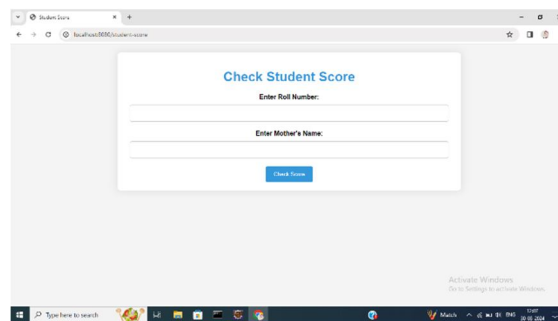 Student Score
localhost:8080/student-score
Check Student Score
Enter Roll Number:
Enter Mother's Name:
Check Score
Activate Windows
Go to Settings to activate Windows.
Type here to search
Match
ENG